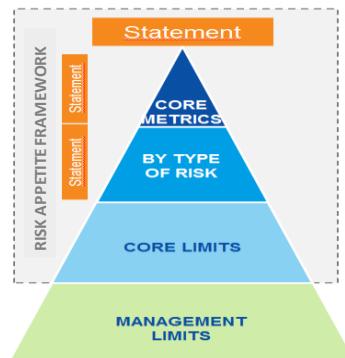 Statement
RISK APPETITE FRAMEWORK
Statement
Statement
CORE
METRICS
BY TYPE
OF RISK
CORE LIMITS
MANAGEMENT
LIMITS